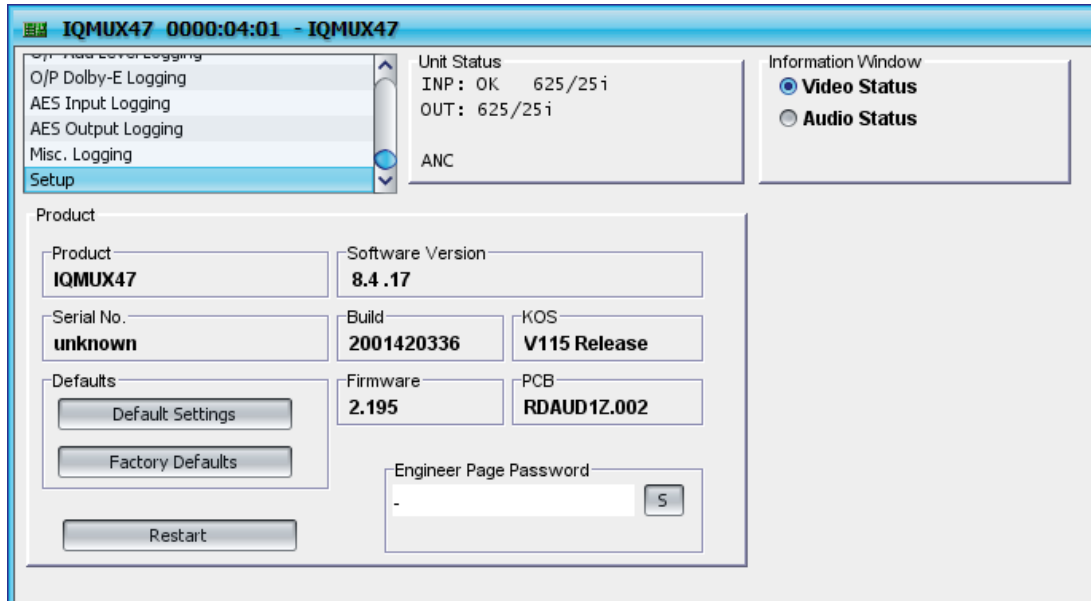 IQMUX47 0000:04:01 - IQMUX47
O/P Dolby-E Logging
AES Input Logging
AES Output Logging
Misc. Logging
Setup
Unit Status
INP: OK 625/25i
OUT: 625/25i
ANC
Information Window
Video Status
Audio Status
Product
Product
IQMUX47
Software Version
8.4 .17
Serial No.
unknown
Build
2001420336
KOS
V115 Release
Defaults
Default Settings
Factory Defaults
Firmware
2.195
PCB
RDAUD1Z.002
Engineer Page Password
-
S
Restart